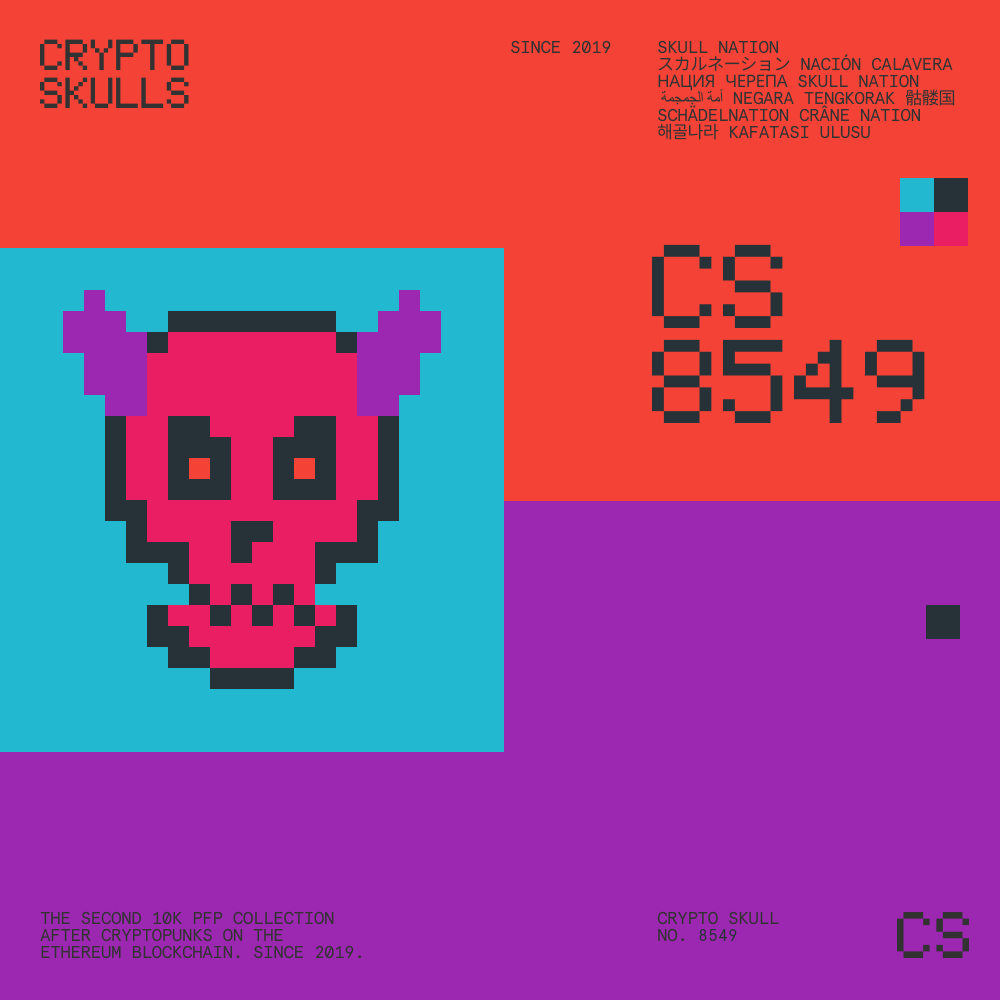 CRYPTO
SKULLS
SINCE 2019
SKULL NATION
スカルネーション NACIÓN CALAVERA
НАЦИЯ ЧЕРЕПА SKULL NATION
أمة الجمجمة NEGARA TENGKORAK 骷髅国
SCHÄDELNATION CRÂNE NATION
해골나라 KAFATASI ULUSU
CS
8549
THE SECOND 10K PFP COLLECTION
AFTER CRYPTOPUNKS ON THE
ETHEREUM BLOCKCHAIN. SINCE 2019.
CRYPTO SKULL
NO. 8549
CS